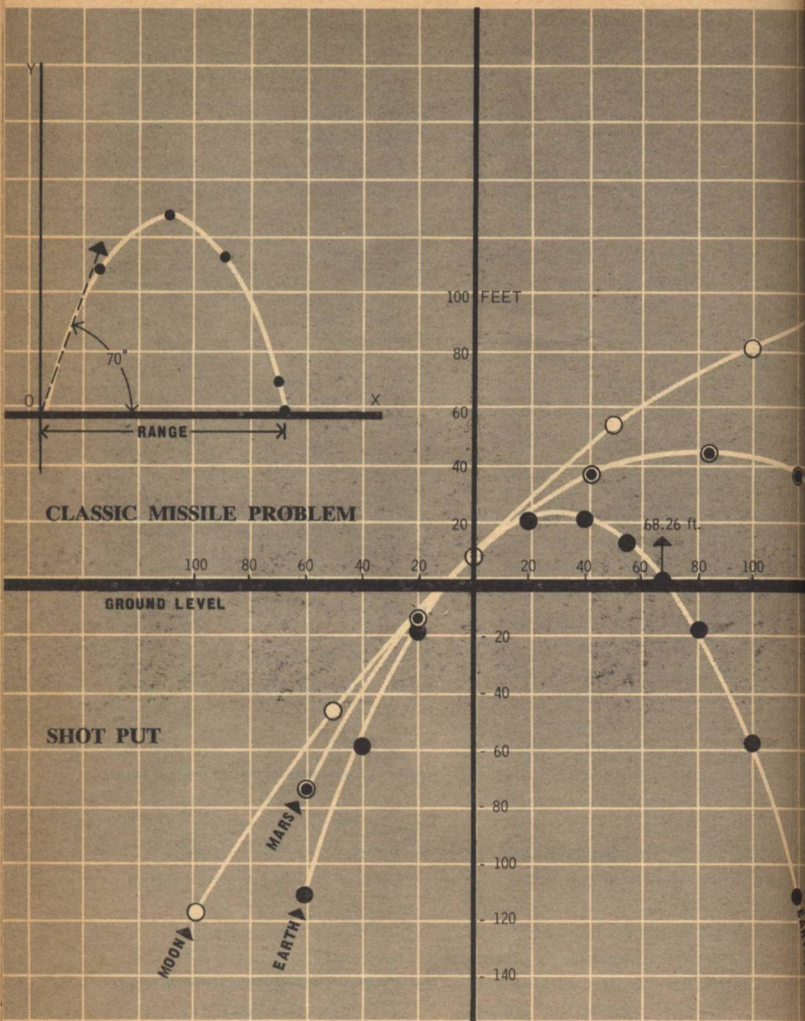 Y
100 FEET
80
70°
O
X
60
RANGE
40
CLASSIC MISSILE PROBLEM
20
68.26 ft.
100
60
40
20
20
40
60
80
100
GROUND LEVEL
- 20
- 40
SHOT PUT
- 60
- 80
MARS
- 100
- 120
EARTH
MOON
- 140